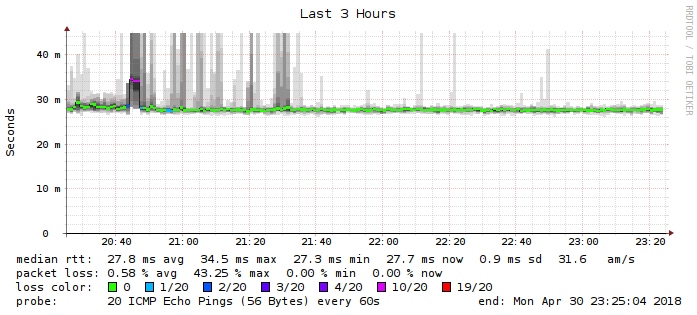 Last 3 Hours
RRDTOOL / TOBI OETIKER
Seconds
40 m
30 m
20 m
10 m
0
20:40 21:00 21:20 21:40 22:00 22:20 22:40 23:00 23:20
median rtt: 27.8 ms avg 34.5 ms max 27.3 ms min 27.7 ms now 0.9 ms sd 31.6 am/s
packet loss: 0.58 % avg 43.25 % max 0.00 % min 0.00 % now
loss color: 0 1/20 2/20 3/20 4/20 10/20 19/20
probe: 20 ICMP Echo Pings (56 Bytes) every 60s end: Mon Apr 30 23:25:04 2018